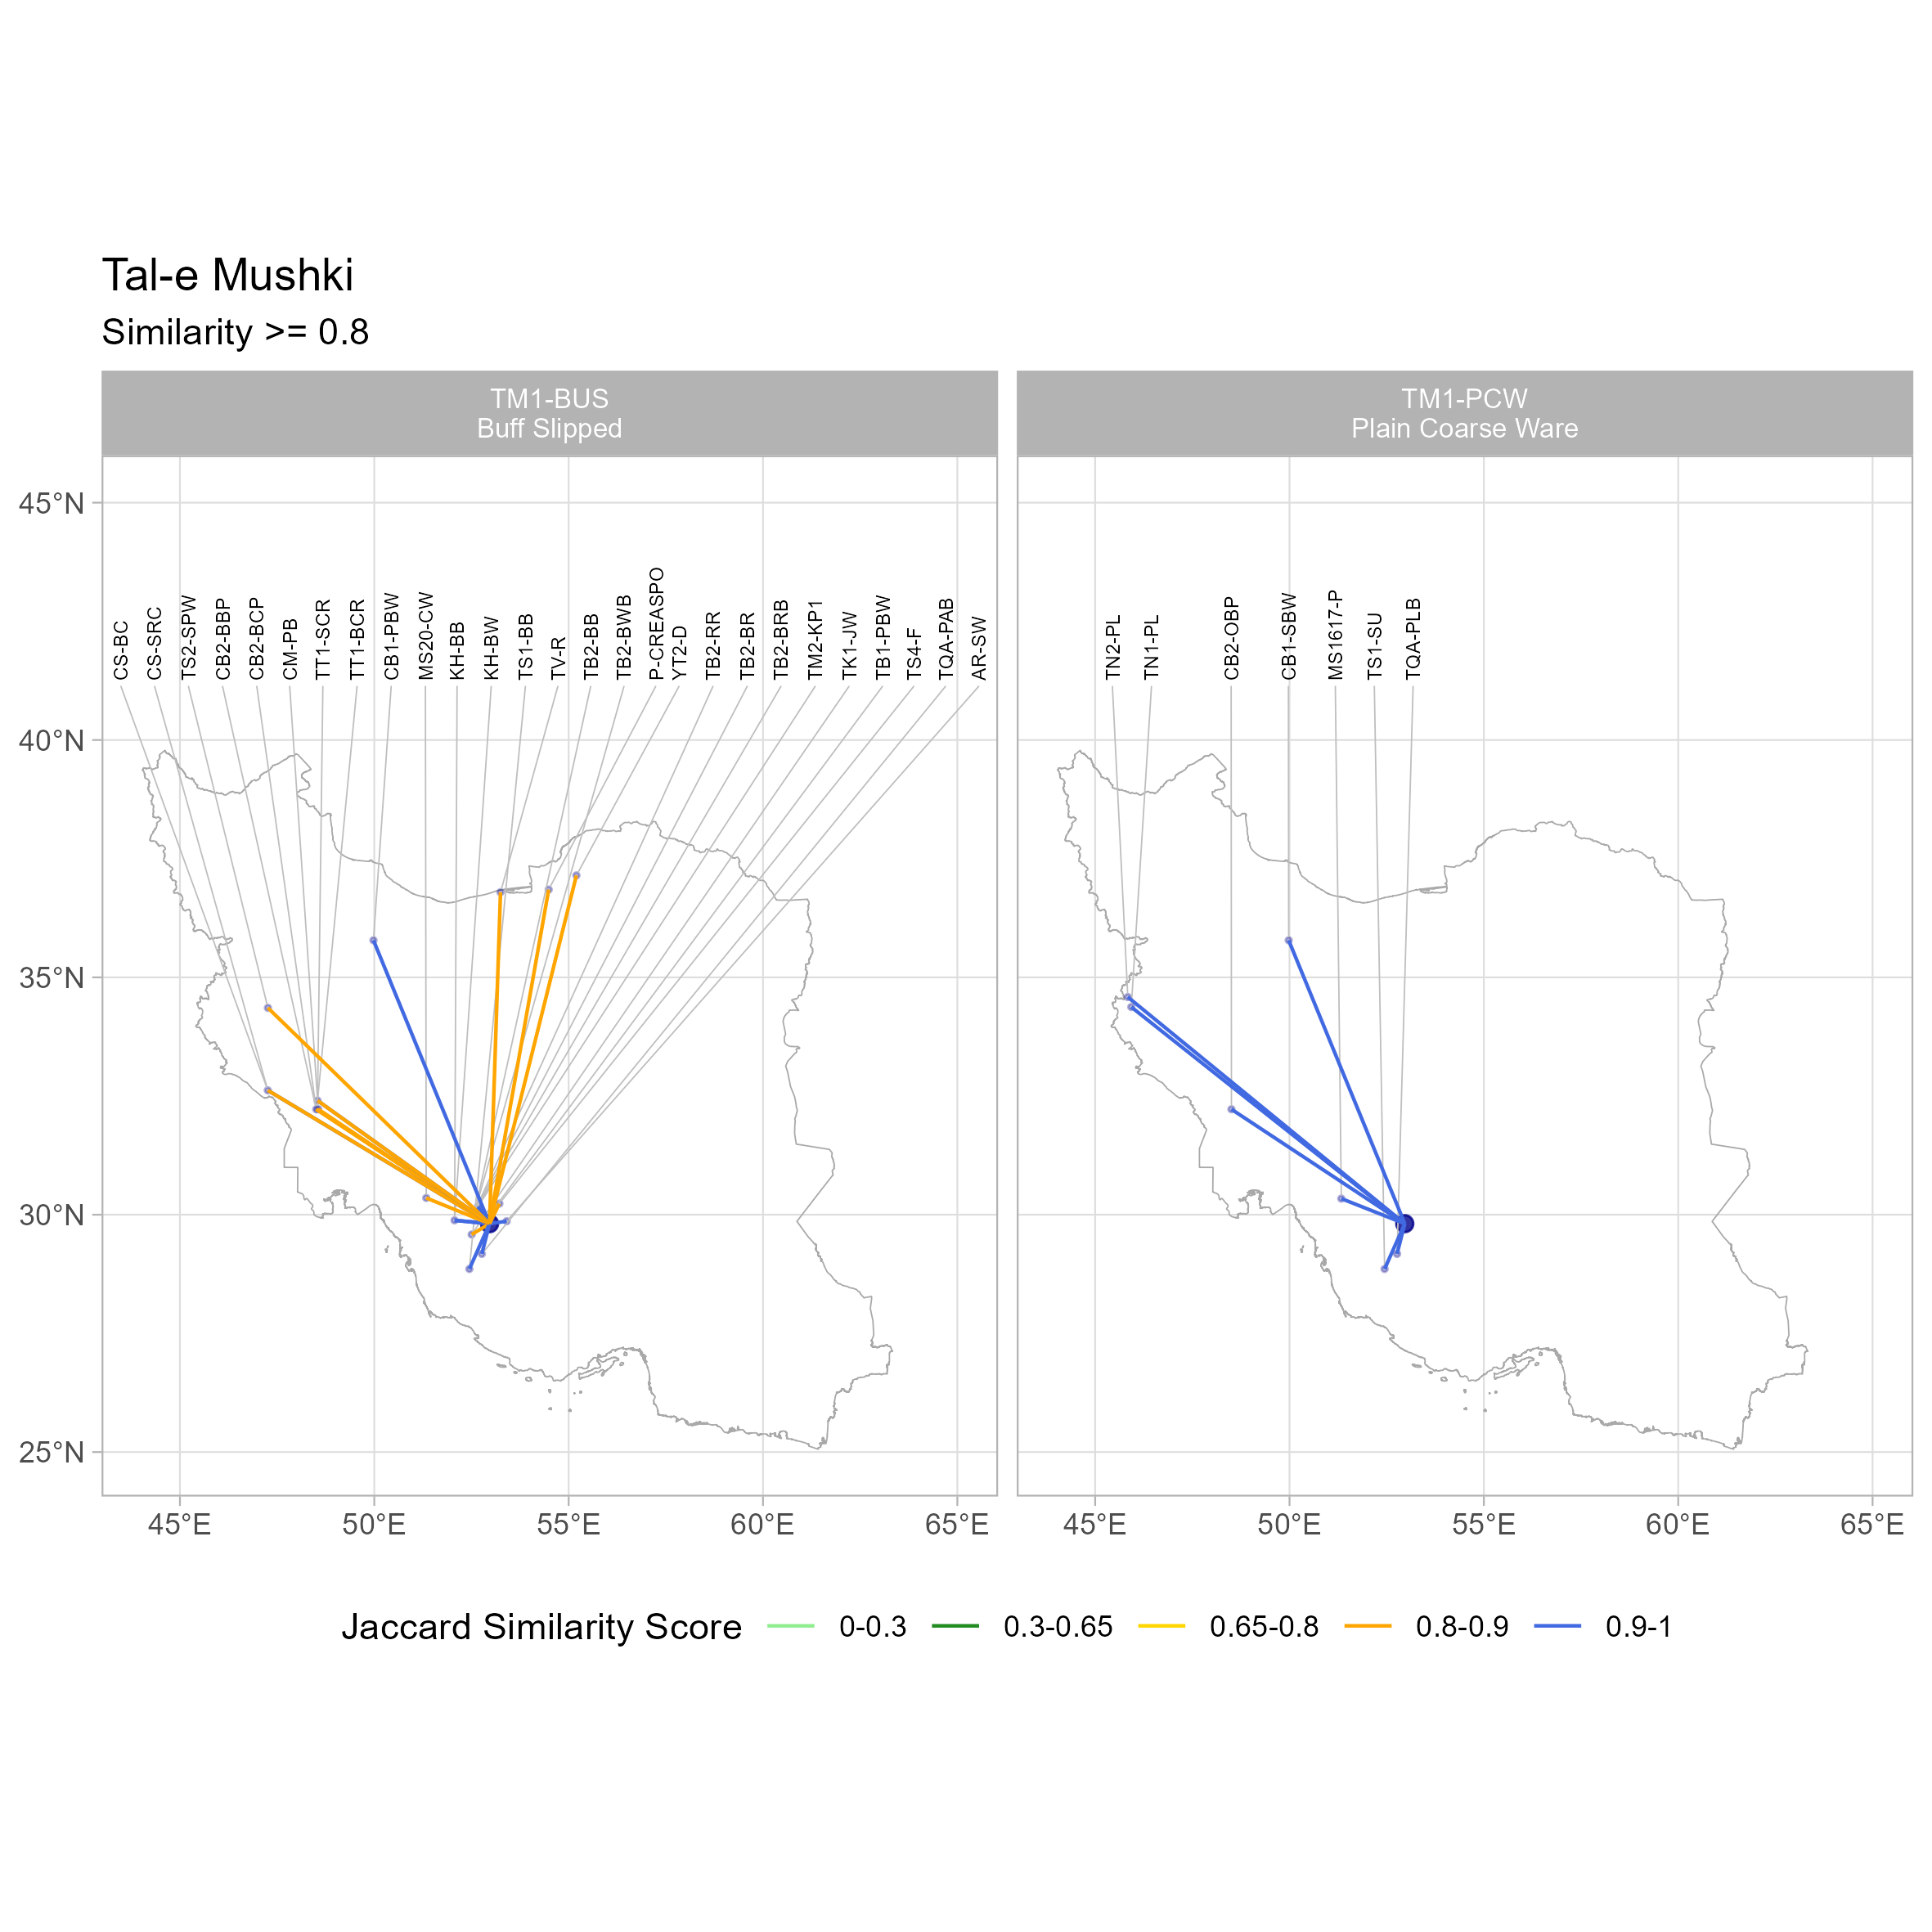 Tal-e Mushki
Similarity >= 0.8
TM1-BUS
Buff Slipped
TM1-PCW
Plain Coarse Ware
CS-BC
CS-SRC
TS2-SPW
CB2-BBP
CB2-BCP
CM-PB
TT1-SCR
TT1-BCR
CB1-PBW
MS20-CW
KH-BB
KH-BW
TS1-BB
TV-R
TB2-BB
TB2-BWB
P-CREASPO
YT2-D
TB2-RR
TB2-BR
TB2-BRB
TM2-KP1
TK1-JW
TB1-PBW
TS4-F
TQA-PAB
AR-SW
TN2-PL
TN1-PL
CB2-OBP
CB1-SBW
MS1617-P
TS1-SU
TQA-PLB
45°N
40°N
35°N
30°N
25°N
45°E
50°E
55°E
60°E
65°E
45°E
50°E
55°E
60°E
65°E
Jaccard Similarity Score 0-0.3 0.3-0.65 0.65-0.8 0.8-0.9 0.9-1